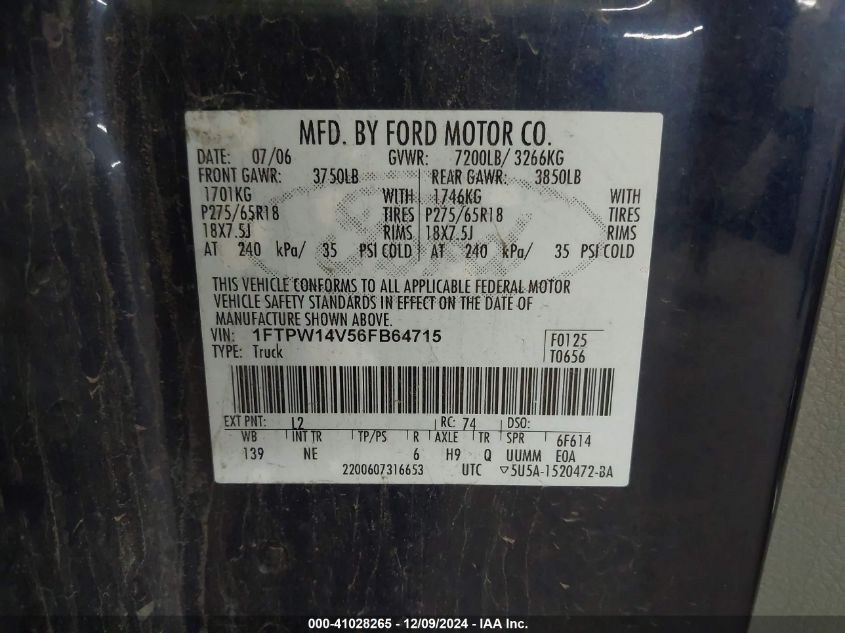 MFD. BY FORD MOTOR CO.
DATE: 07/06 GVWR: 7200LB/ 3266KG
FRONT GAWR: 3750LB REAR GAWR: 3850LB
1701KG WITH 1746KG WITH
P275/65R18 TIRES P275/65R18 TIRES
18X7.5J RIMS 18X7.5J RIMS
AT 240 kPa/ 35 PSI COLD AT 240 kPa/ 35 PSI COLD
THIS VEHICLE CONFORMS TO ALL APPLICABLE FEDERAL MOTOR
VEHICLE SAFETY STANDARDS IN EFFECT ON THE DATE OF
MANUFACTURE SHOWN ABOVE.
VIN: 1FTPW14V56FB64715 F0125
TYPE: Truck T0656
EXT PNT: L2 RC: 74 DSO:
WB INT TR TP/PS R AXLE TR SPR 6F614
139 NE 6 H9 Q UUMM EOA
2200607316653 UTC ▽5U5A-1520472-BA
000-41028265 - 12/09/2024 - IAA Inc.